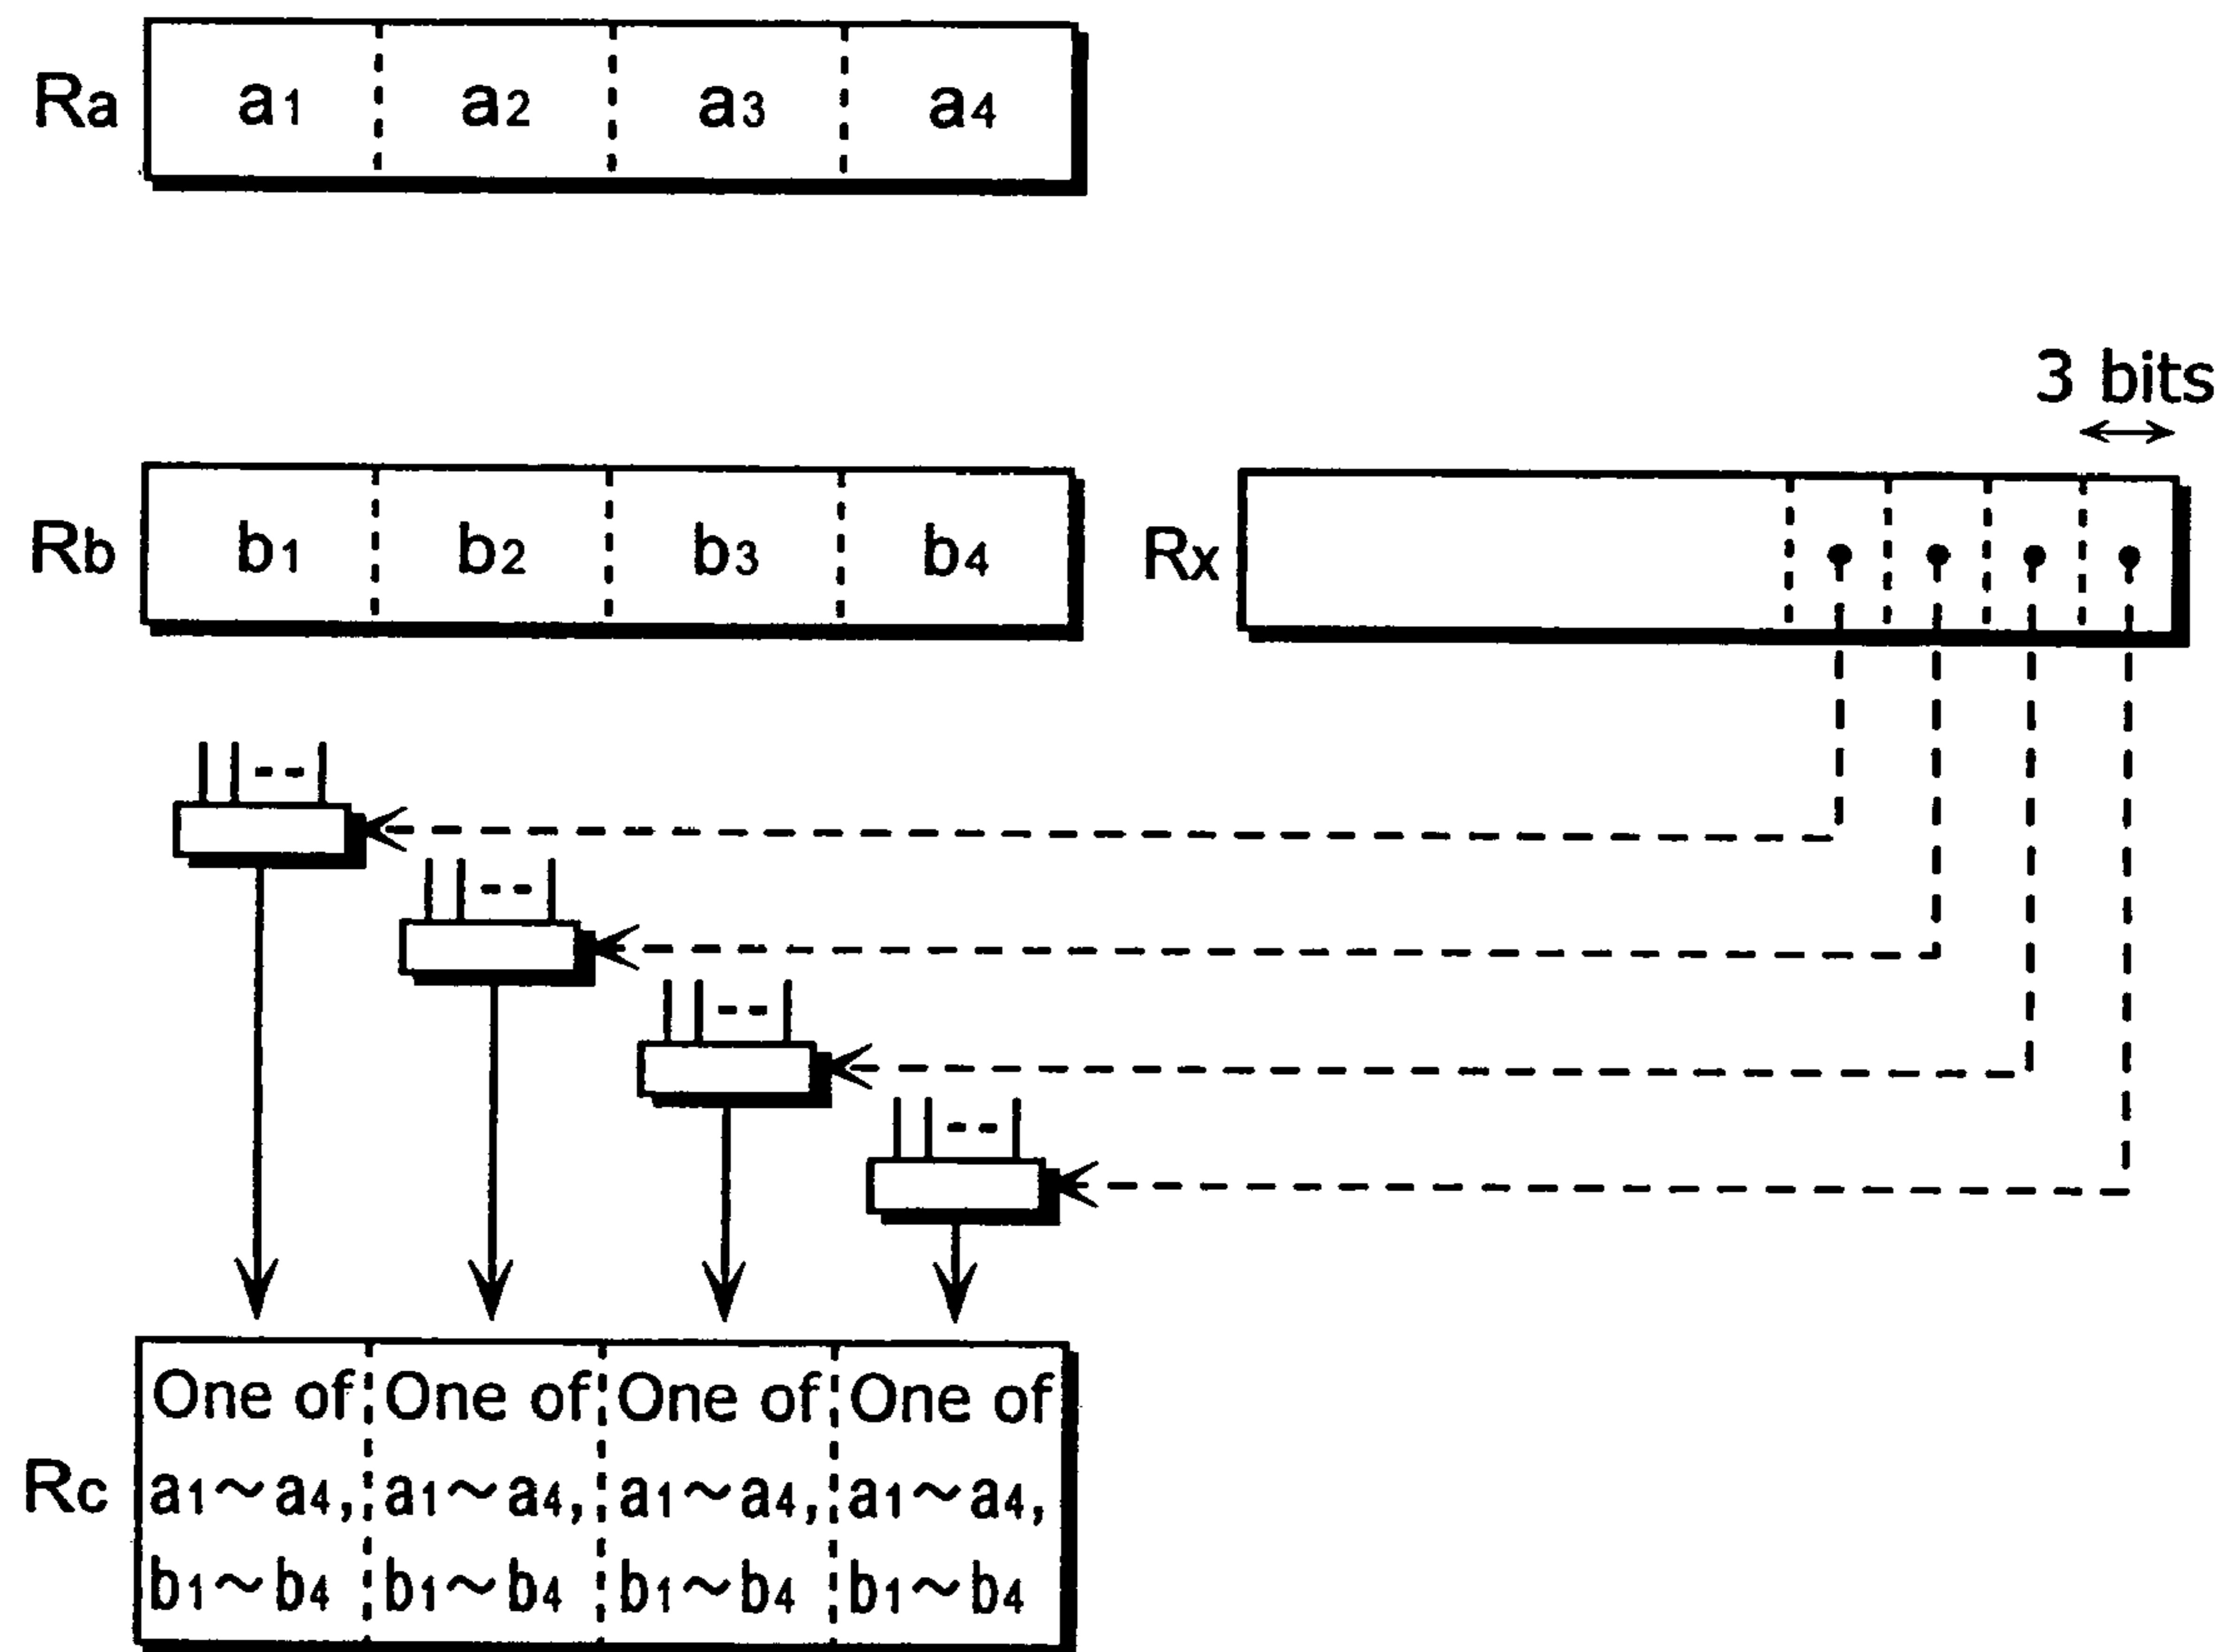 Ra a1 a2 a3 a4
3 bits
Rb b1 b2 b3 b4 Rx
One of One of One of One of
Rc a1~a4, a1~a4, a1~a4, a1~a4,
b1~b4 b1~b4 b1~b4 b1~b4